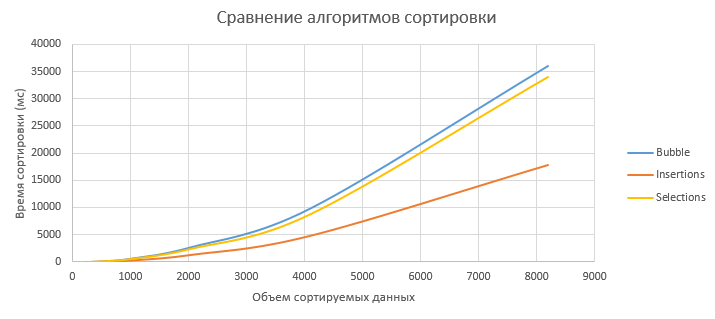 Сравнение алгоритмов сортировки
Время сортировки (мс)
40000
35000
30000
25000
20000
15000
10000
5000
0
0 1000 2000 3000 4000 5000 6000 7000 8000 9000
Объем сортируемых данных
Bubble
Insertions
Selections